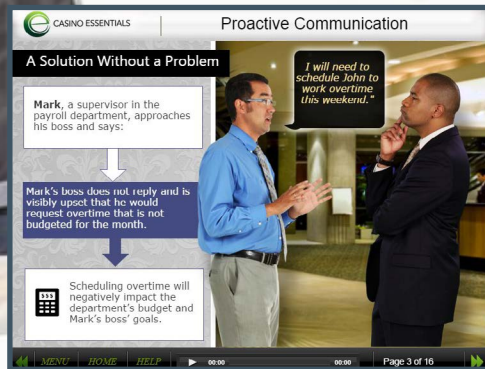 CASINO ESSENTIALS
Proactive Communication
A Solution Without a Problem
Mark, a supervisor in the
payroll department, approaches
his boss and says:
Mark's boss does not reply and is
visibly upset that he would
request overtime that is not
budgeted for the month.
Scheduling overtime will
negatively impact the
department's budget and
Mark's boss' goals.
I will need to
schedule John to
work overtime
this weekend."
MENU HOME HELP 00:00 00:00 Page 3 of 16